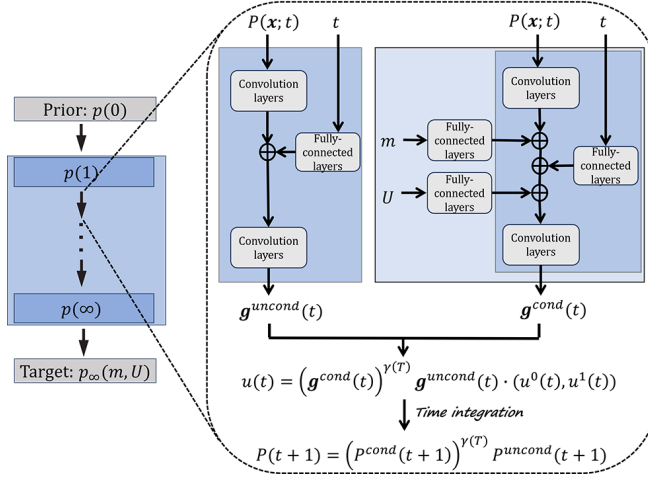 Prior: p(0)
p(1)
p(∞)
Target: p∞(m, U)
P(x; t)
t
Convolution
layers
Fully-
connected
layers
Convolution
layers
g^{uncond}(t)
P(x; t)
t
Convolution
layers
m
Fully-
connected
layers
Fully-
connected
layers
U
Fully-
connected
layers
Convolution
layers
g^{cond}(t)
u(t) = (g^{cond}(t))^{γ(T)} g^{uncond}(t) · (u^0(t), u^1(t))
Time integration
P(t + 1) = (P^{cond}(t + 1))^{γ(T)} P^{uncond}(t + 1)